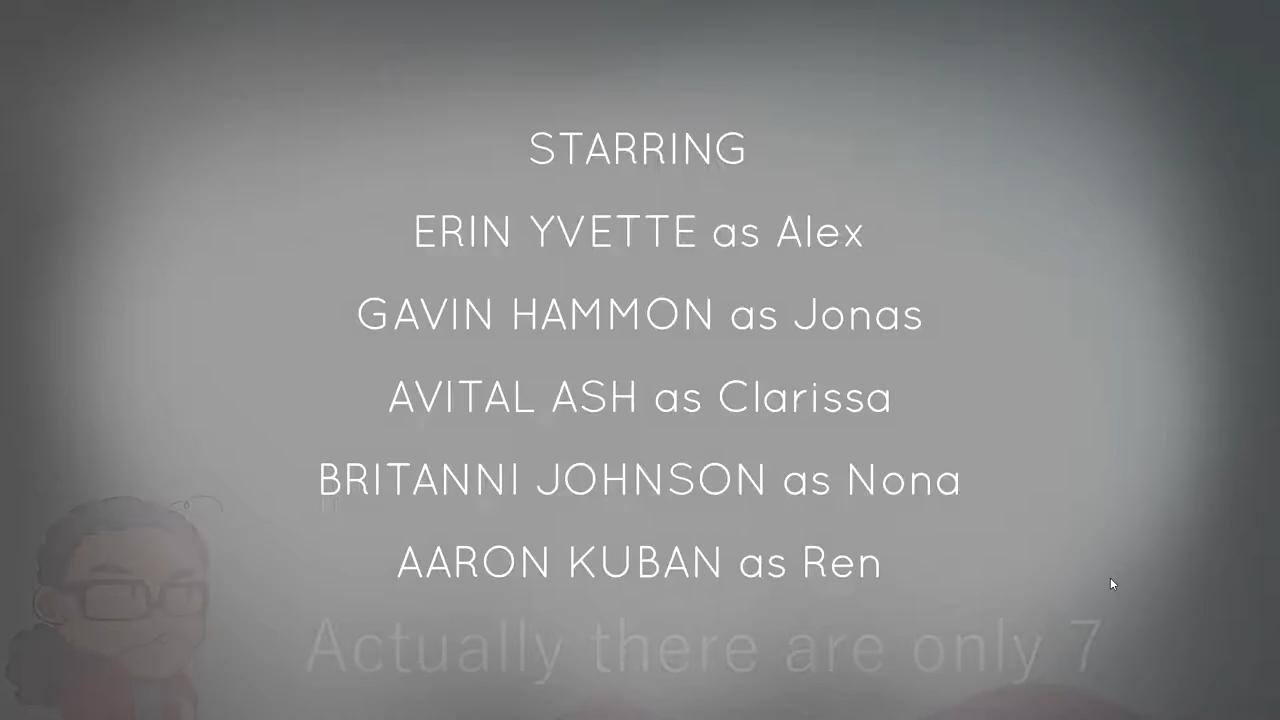 STARRING
ERIN YVETTE as Alex
GAVIN HAMMON as Jonas
AVITAL ASH as Clarissa
BRITANNI JOHNSON as Nona
AARON KUBAN as Ren
Actually there are only 7